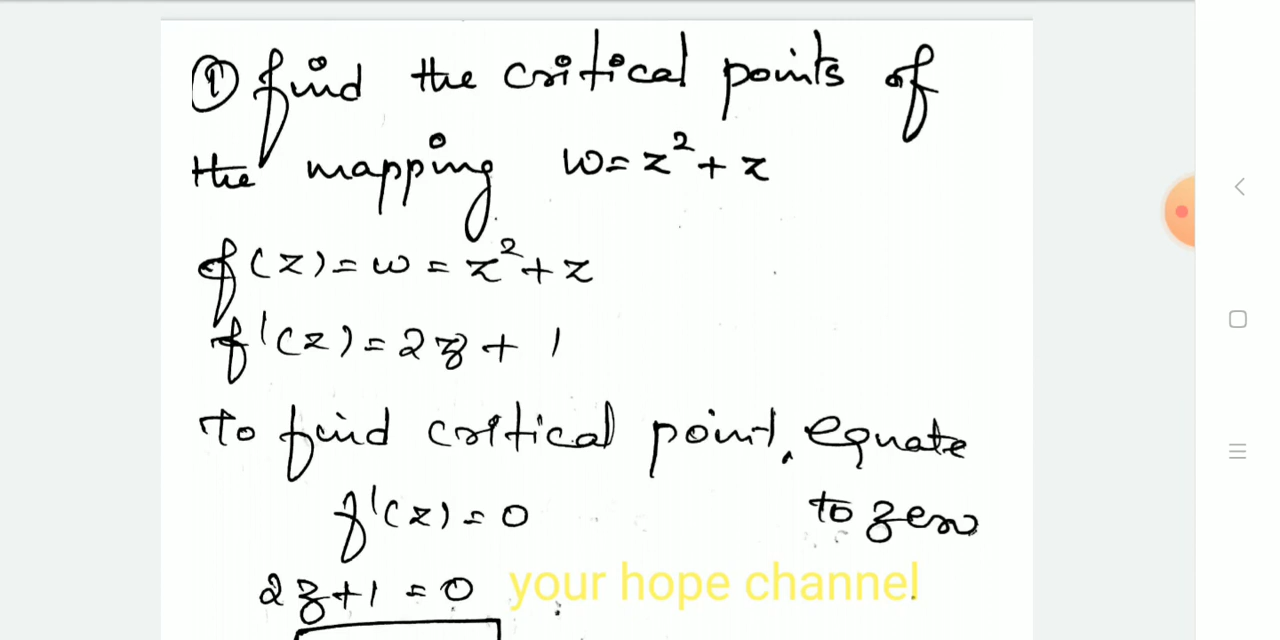 ① find the critical points of
the mapping w = z² + z
f(z) = w = z² + z
f'(z) = 2z + 1
To find critical point, equate
f'(z) = 0 to zero
2z + 1 = 0
your hope channel